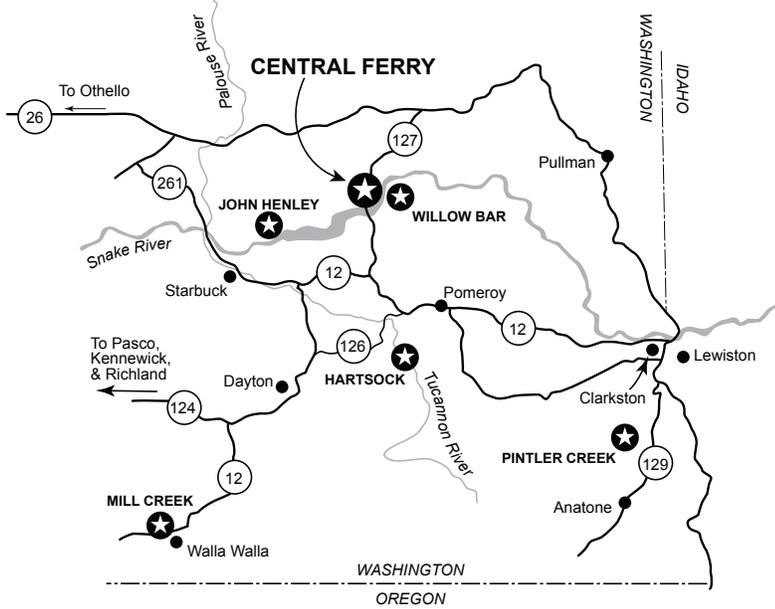 Palouse River
WASHINGTON
IDAHO
CENTRAL FERRY
To Othello
26
127
Pullman
261
JOHN HENLEY
WILLOW BAR
Snake River
Starbuck
12
Pomeroy
12
126
To Pasco,
Kennewick,
& Richland
Lewiston
Dayton
HARTSOCK
Clarkston
124
Tucannon River
PINTLER CREEK
129
12
MILL CREEK
Anatone
Walla Walla
WASHINGTON
OREGON